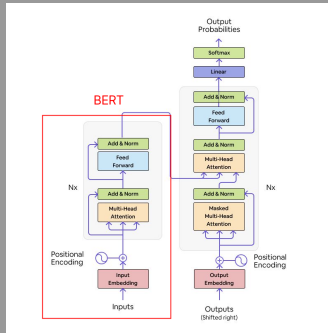 Output
Probabilities
Softmax
Linear
BERT
Add & Norm
Feed
Forward
Add & Norm
Multi-Head
Attention
Nx
Add & Norm
Masked
Multi-Head
Attention
Add & Norm
Feed
Forward
Nx
Add & Norm
Multi-Head
Attention
Positional
Encoding
Positional
Encoding
Input
Embedding
Output
Embedding
Inputs
Outputs
(Shifted right)